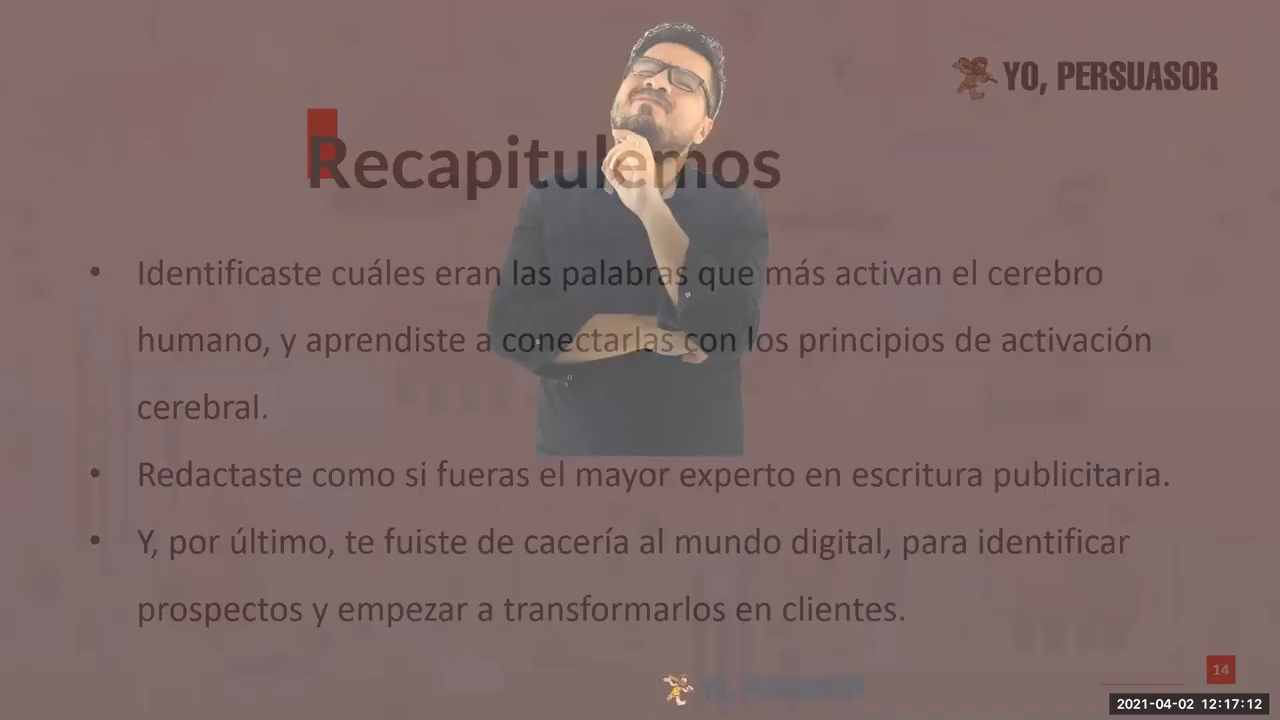 YO, PERSUASOR
Recapitulemos
• Identificaste cuáles eran las palabras que más activan el cerebro
humano, y aprendiste a conectarlas con los principios de activación
cerebral.
• Redactaste como si fueras el mayor experto en escritura publicitaria.
• Y, por último, te fuiste de cacería al mundo digital, para identificar
prospectos y empezar a transformarlos en clientes.
14
YO, PERSUASOR
2021-04-02 12:17:12